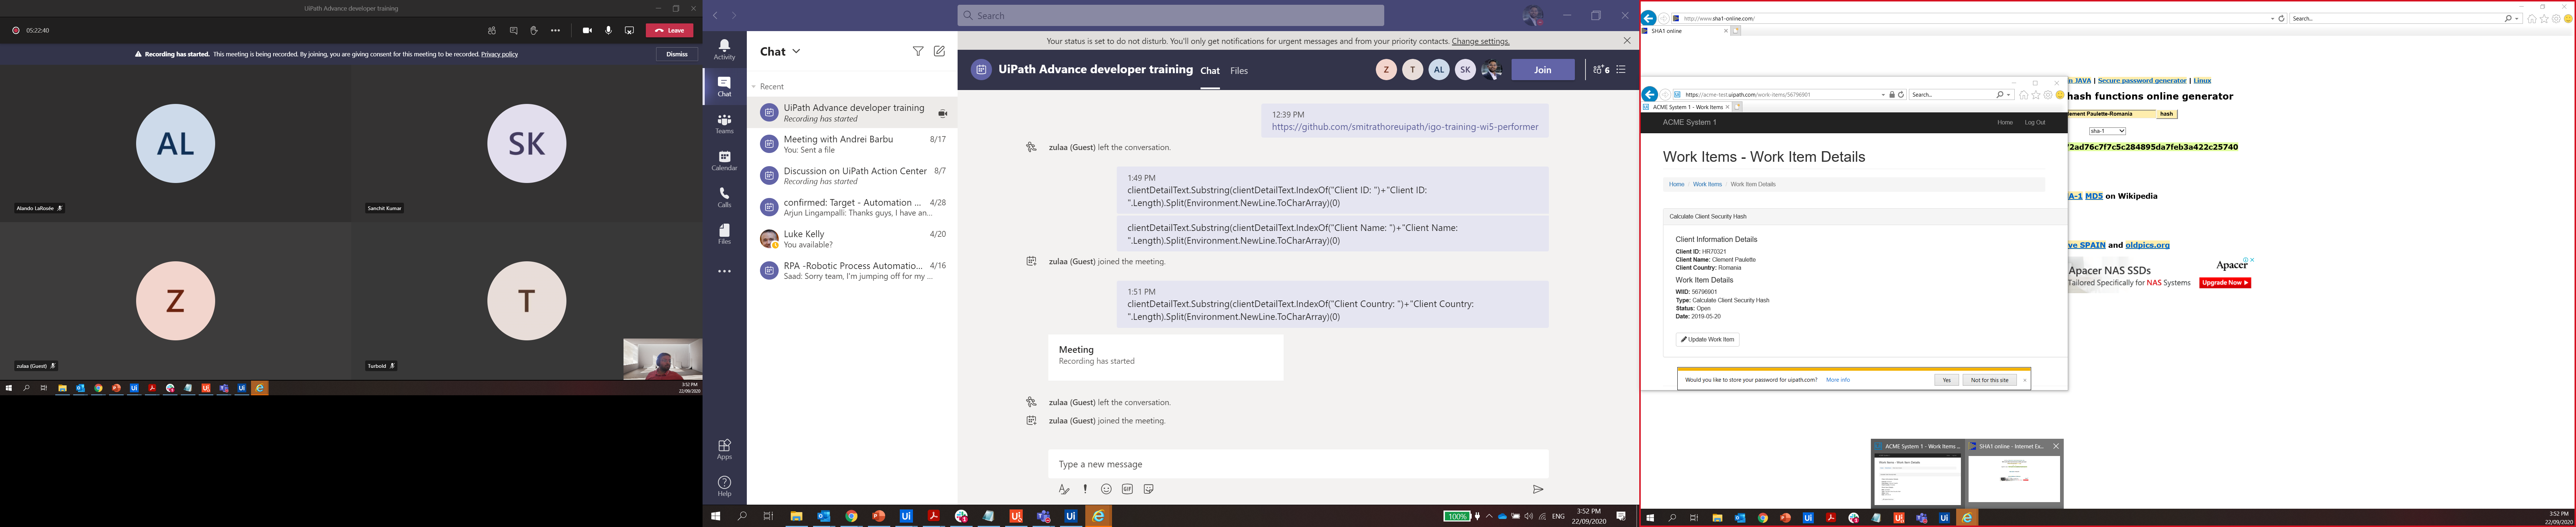 UiPath Advance developer training
05:22:40
Leave
Recording has started. This meeting is being recorded. By joining, you are giving consent for this meeting to be recorded. Privacy policy
Dismiss
AL
Alando LaRosée
SK
Sanchit Kumar
Z
zulaa (Guest)
T
Turbold
3:52 PM
22/09/2020
Search
Activity
Chat
Teams
Calendar
Calls
Files
Apps
Help
Chat
Recent
UiPath Advance developer training
Recording has started
Meeting with Andrei Barbu 8/17
You: Sent a file
Discussion on UiPath Action Center 8/7
Recording has started
confirmed: Target - Automation ... 4/28
Arjun Lingampalli: Thanks guys, I have an...
Luke Kelly 4/20
You available?
RPA -Robotic Process Automatio... 4/16
Saad: Sorry team, I'm jumping off for my ...
Your status is set to do not disturb. You'll only get notifications for urgent messages and from your priority contacts. Change settings.
UiPath Advance developer training Chat Files
Z T AL SK
Join
6
12:39 PM
https://github.com/smitrathoreuipath/igo-training-wi5-performer
zulaa (Guest) left the conversation.
1:49 PM
clientDetailText.Substring(clientDetailText.IndexOf("Client ID: ")+"Client ID:
".Length).Split(Environment.NewLine.ToCharArray)(0)
clientDetailText.Substring(clientDetailText.IndexOf("Client Name: ")+"Client Name:
".Length).Split(Environment.NewLine.ToCharArray)(0)
zulaa (Guest) joined the meeting.
1:51 PM
clientDetailText.Substring(clientDetailText.IndexOf("Client Country: ")+"Client Country:
".Length).Split(Environment.NewLine.ToCharArray)(0)
Meeting
Recording has started
zulaa (Guest) left the conversation.
zulaa (Guest) joined the meeting.
Type a new message
GIF
100%
ENG
3:52 PM
22/09/2020
http://www.sha1-online.com/
Search...
SHA1 online
n JAVA | Secure password generator | Linux
hash functions online generator
lement Paulette-Romania hash
sha-1
2ad76c7f7c5c284895da7feb3a422c25740
A-1 MD5 on Wikipedia
ve SPAIN and oldpics.org
Apacer NAS SSDs
Tailored Specifically for NAS Systems
Apacer
Upgrade Now
https://acme-test.uipath.com/work-items/56796901
Search...
ACME System 1 - Work Items
ACME System 1
Home Log Out
Work Items - Work Item Details
Home / Work Items / Work Item Details
Calculate Client Security Hash
Client Information Details
Client ID: HR70321
Client Name: Clement Paulette
Client Country: Romania
Work Item Details
WIID: 56796901
Type: Calculate Client Security Hash
Status: Open
Date: 2019-05-20
Update Work Item
Would you like to store your password for uipath.com? More info
Yes
Not for this site
ACME System 1 - Work Items ...
SHA1 online - Internet Ex...
3:52 PM
22/09/2020